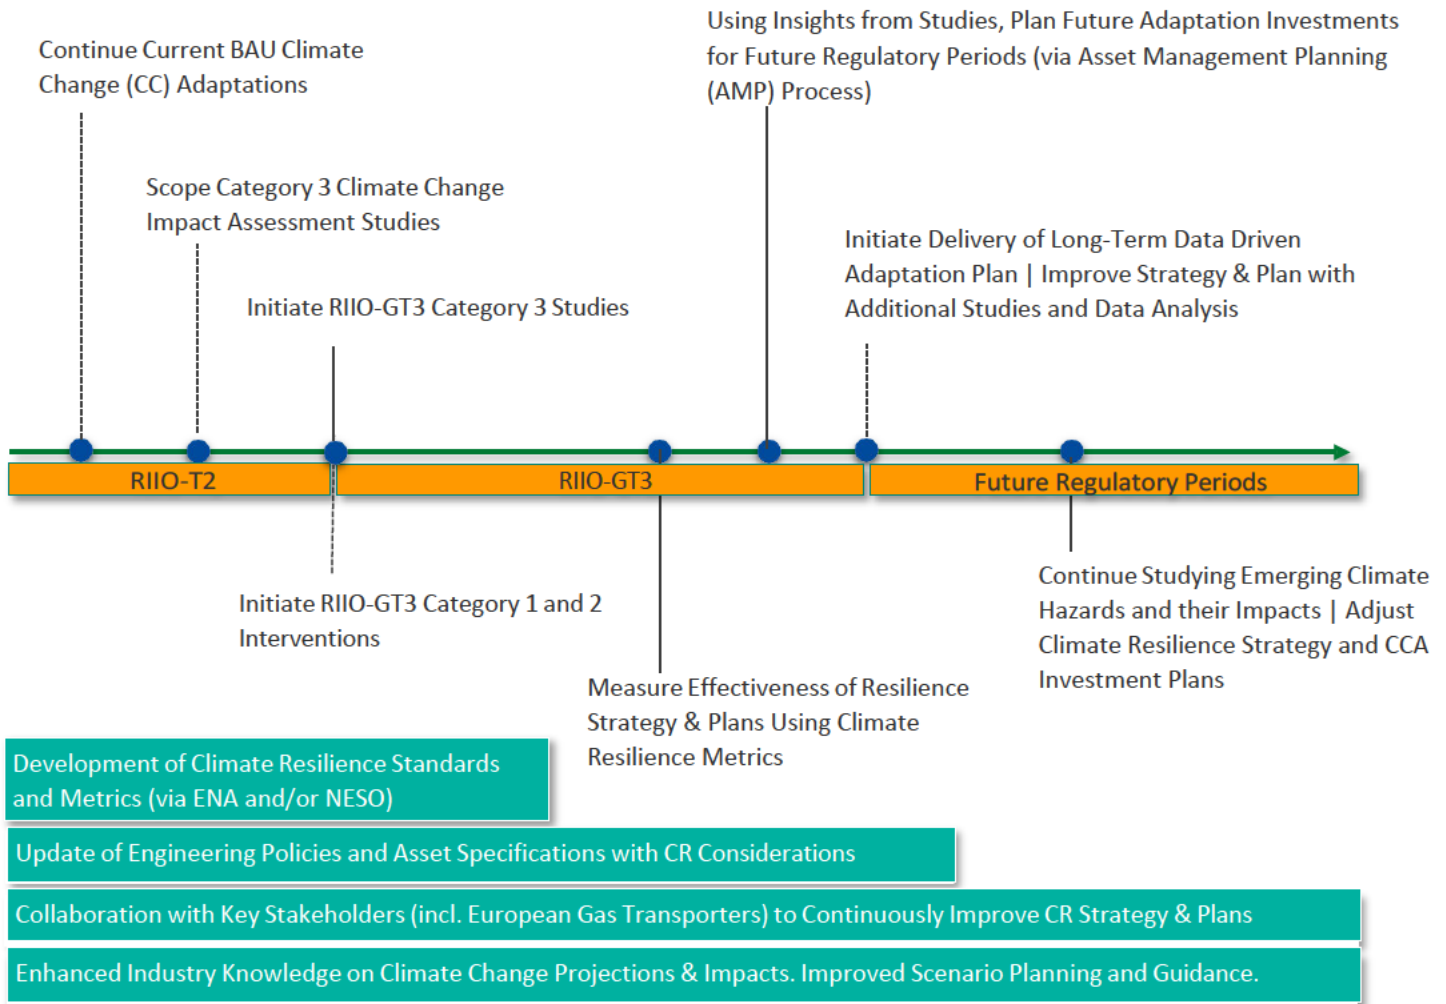 Using Insights from Studies, Plan Future Adaptation Investments
for Future Regulatory Periods (via Asset Management Planning
(AMP) Process)
Continue Current BAU Climate
Change (CC) Adaptations
Scope Category 3 Climate Change
Impact Assessment Studies
Initiate Delivery of Long-Term Data Driven
Adaptation Plan | Improve Strategy & Plan with
Additional Studies and Data Analysis
Initiate RIIO-GT3 Category 3 Studies
RIIO-T2
RIIO-GT3
Future Regulatory Periods
Initiate RIIO-GT3 Category 1 and 2
Interventions
Continue Studying Emerging Climate
Hazards and their Impacts | Adjust
Climate Resilience Strategy and CCA
Investment Plans
Measure Effectiveness of Resilience
Strategy & Plans Using Climate
Resilience Metrics
Development of Climate Resilience Standards
and Metrics (via ENA and/or NESO)
Update of Engineering Policies and Asset Specifications with CR Considerations
Collaboration with Key Stakeholders (incl. European Gas Transporters) to Continuously Improve CR Strategy & Plans
Enhanced Industry Knowledge on Climate Change Projections & Impacts. Improved Scenario Planning and Guidance.